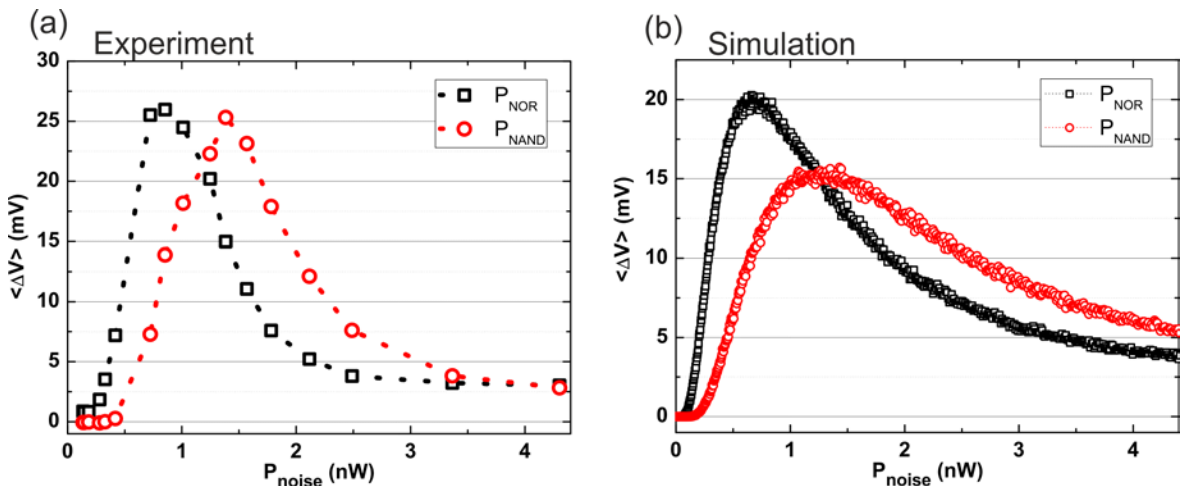 (a) Experiment
30
25
20
15
10
5
0
<ΔV> (mV)
P_NOR
P_NAND
0 1 2 3 4
P_noise (nW)
(b) Simulation
20
15
10
5
0
<ΔV> (mV)
P_NOR
P_NAND
0 1 2 3 4
P_noise (nW)